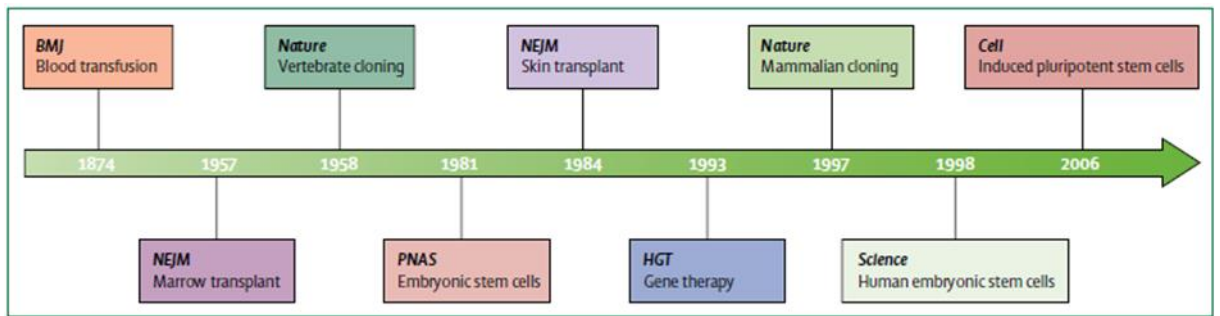 BMJ
Blood transfusion
Nature
Vertebrate cloning
NEJM
Skin transplant
Nature
Mammalian cloning
Cell
Induced pluripotent stem cells
1874
1957
1958
1981
1984
1993
1997
1998
2006
NEJM
Marrow transplant
PNAS
Embryonic stem cells
HGT
Gene therapy
Science
Human embryonic stem cells